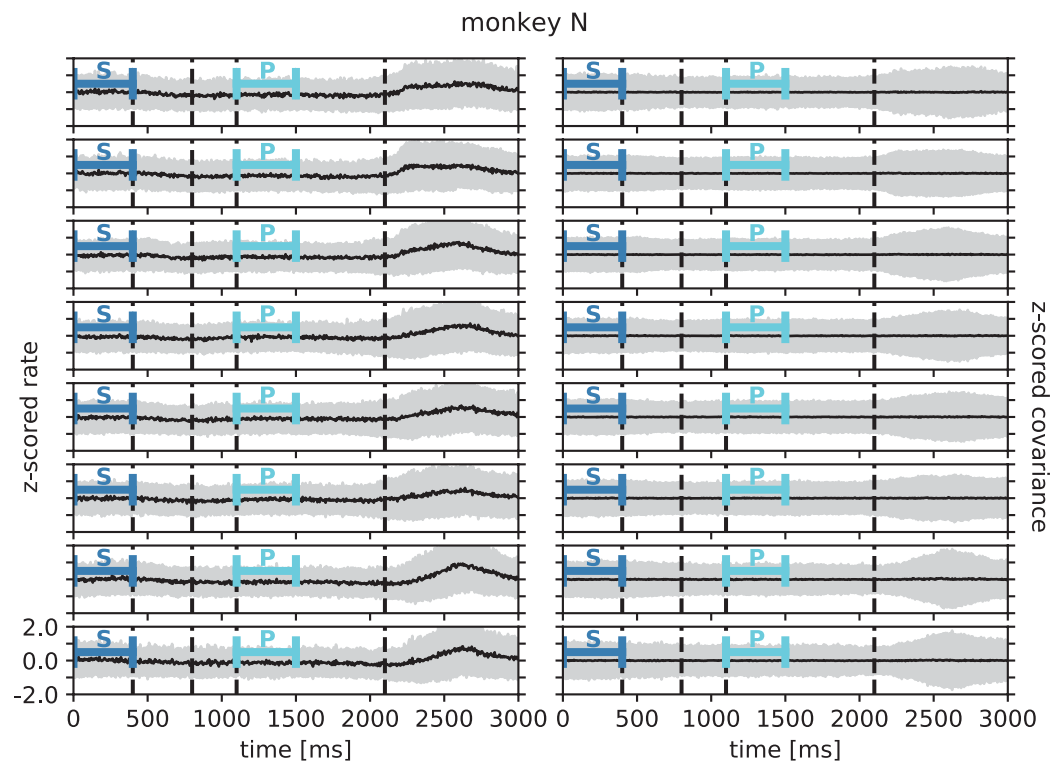 monkey N
S P S P
S P S P
S P S P
S P S P
S P S P
S P S P
S P S P
S P S P
z-scored rate
z-scored covariance
2.0
0.0
-2.0
0 500 1000 1500 2000 2500 3000 0 500 1000 1500 2000 2500 3000
time [ms] time [ms]